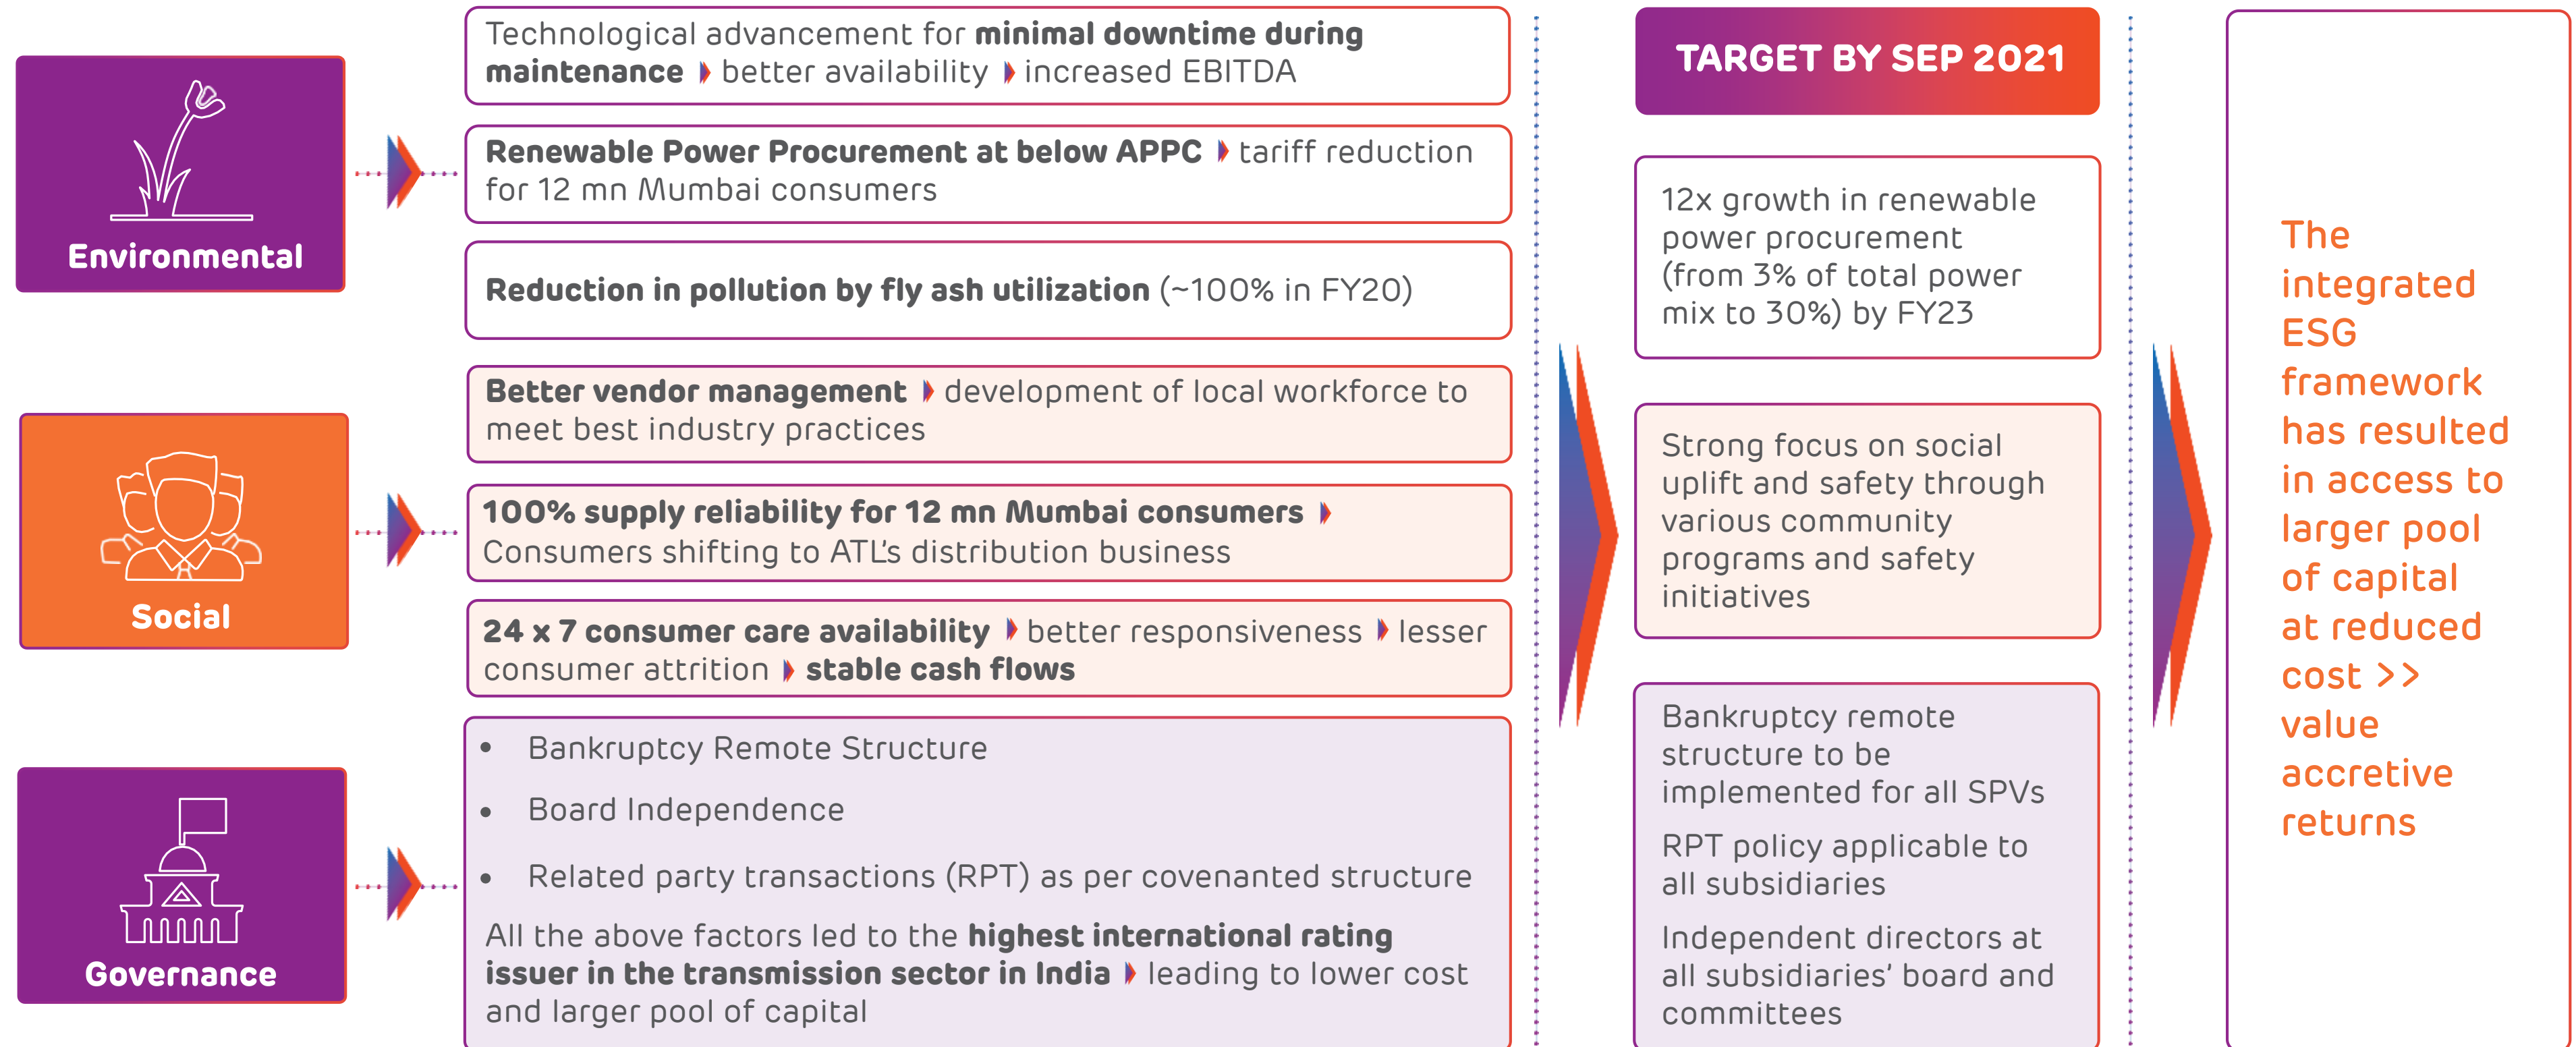 Environmental
Technological advancement for minimal downtime during
maintenance better availability increased EBITDA
Renewable Power Procurement at below APPC tariff reduction
for 12 mn Mumbai consumers
Reduction in pollution by fly ash utilization (~100% in FY20)
Social
Better vendor management development of local workforce to
meet best industry practices
100% supply reliability for 12 mn Mumbai consumers
Consumers shifting to ATL's distribution business
24 x 7 consumer care availability better responsiveness lesser
consumer attrition stable cash flows
Governance
• Bankruptcy Remote Structure
• Board Independence
• Related party transactions (RPT) as per covenanted structure
All the above factors led to the highest international rating
issuer in the transmission sector in India leading to lower cost
and larger pool of capital
TARGET BY SEP 2021
12x growth in renewable
power procurement
(from 3% of total power
mix to 30%) by FY23
Strong focus on social
uplift and safety through
various community
programs and safety
initiatives
Bankruptcy remote
structure to be
implemented for all SPVs
RPT policy applicable to
all subsidiaries
Independent directors at
all subsidiaries' board and
committees
The
integrated
ESG
framework
has resulted
in access to
larger pool
of capital
at reduced
cost >>
value
accretive
returns